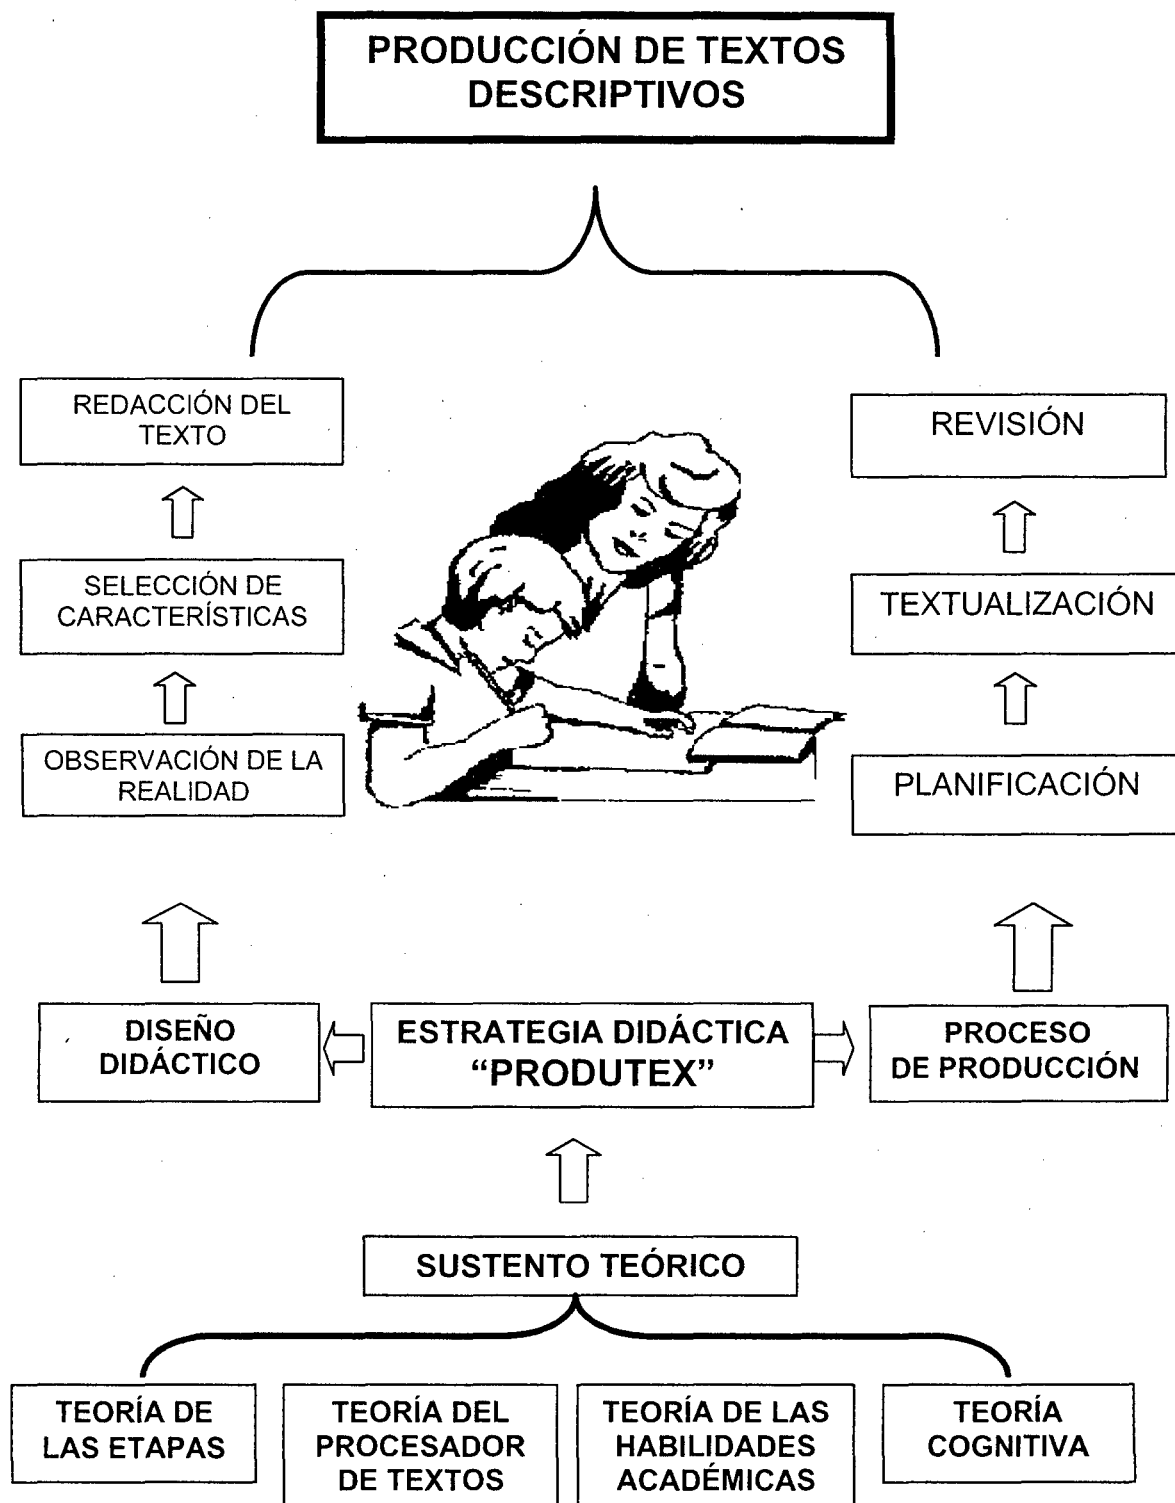 PRODUCCIÓN DE TEXTOS
DESCRIPTIVOS
REDACCIÓN DEL
TEXTO
REVISIÓN
SELECCIÓN DE
CARACTERÍSTICAS
TEXTUALIZACIÓN
OBSERVACIÓN DE LA
REALIDAD
PLANIFICACIÓN
DISEÑO
DIDÁCTICO
ESTRATEGIA DIDÁCTICA
“PRODUTEX”
PROCESO
DE PRODUCCIÓN
SUSTENTO TEÓRICO
TEORÍA DE
LAS ETAPAS
TEORÍA DEL
PROCESADOR
DE TEXTOS
TEORÍA DE LAS
HABILIDADES
ACADÉMICAS
TEORÍA
COGNITIVA